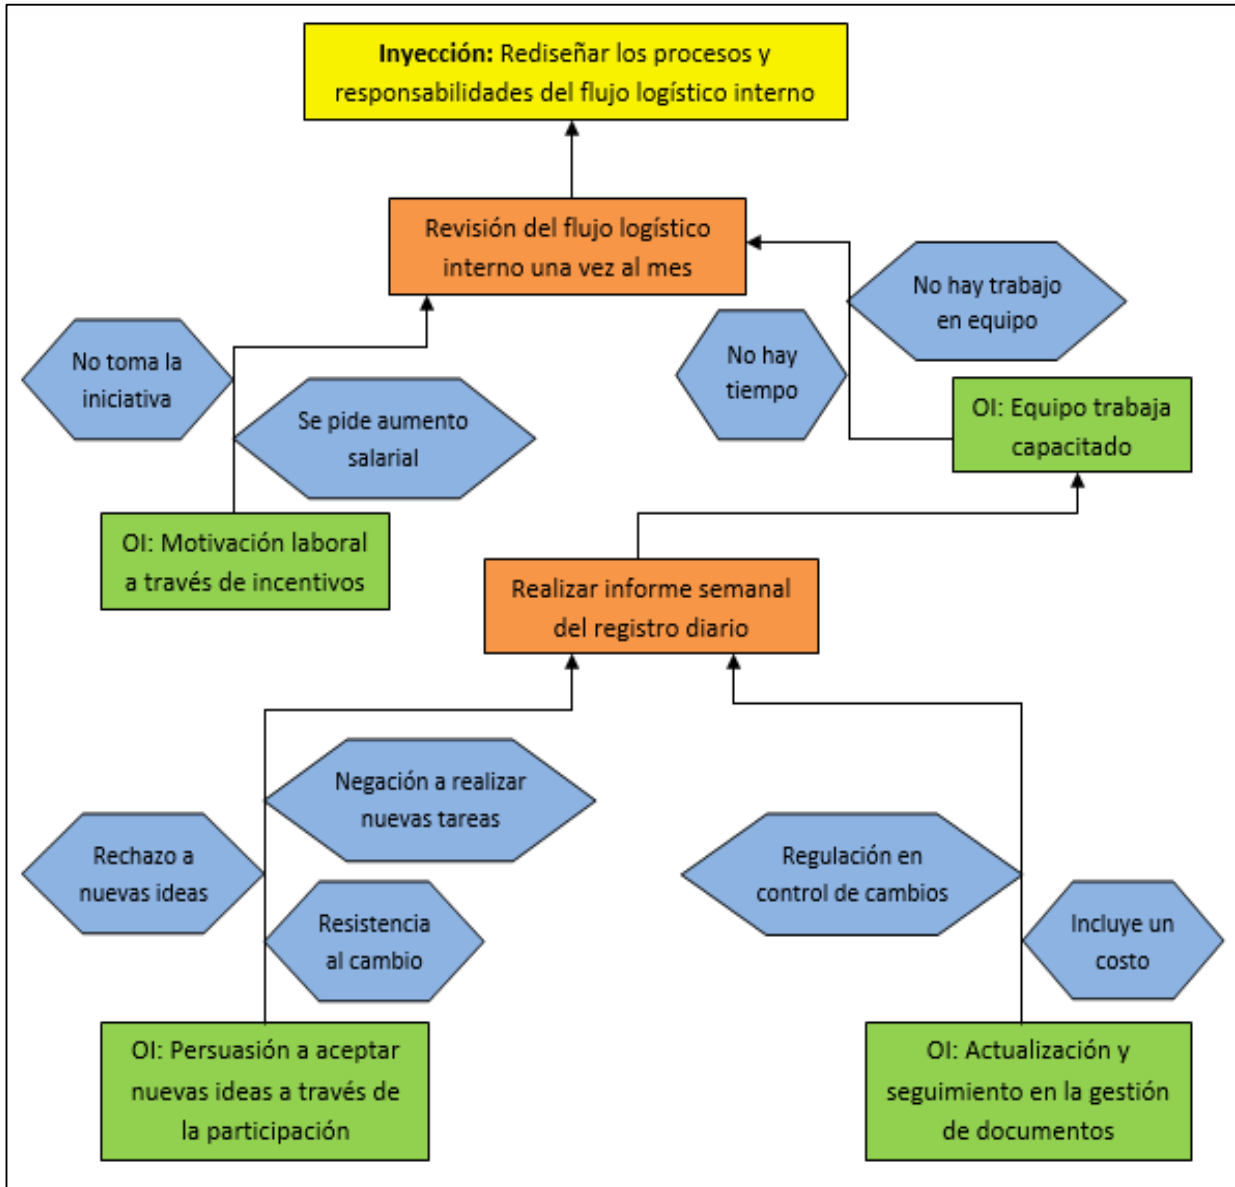 Inyección: Rediseñar los procesos y
responsabilidades del flujo logístico interno
Revisión del flujo logístico
interno una vez al mes
No hay trabajo
en equipo
No toma la
iniciativa
No hay
tiempo
Se pide aumento
salarial
OI: Equipo trabaja
capacitado
OI: Motivación laboral
a través de incentivos
Realizar informe semanal
del registro diario
Negación a realizar
nuevas tareas
Rechazo a
nuevas ideas
Regulación en
control de cambios
Resistencia
al cambio
Incluye un
costo
OI: Persuasión a aceptar
nuevas ideas a través de
la participación
OI: Actualización y
seguimiento en la gestión
de documentos